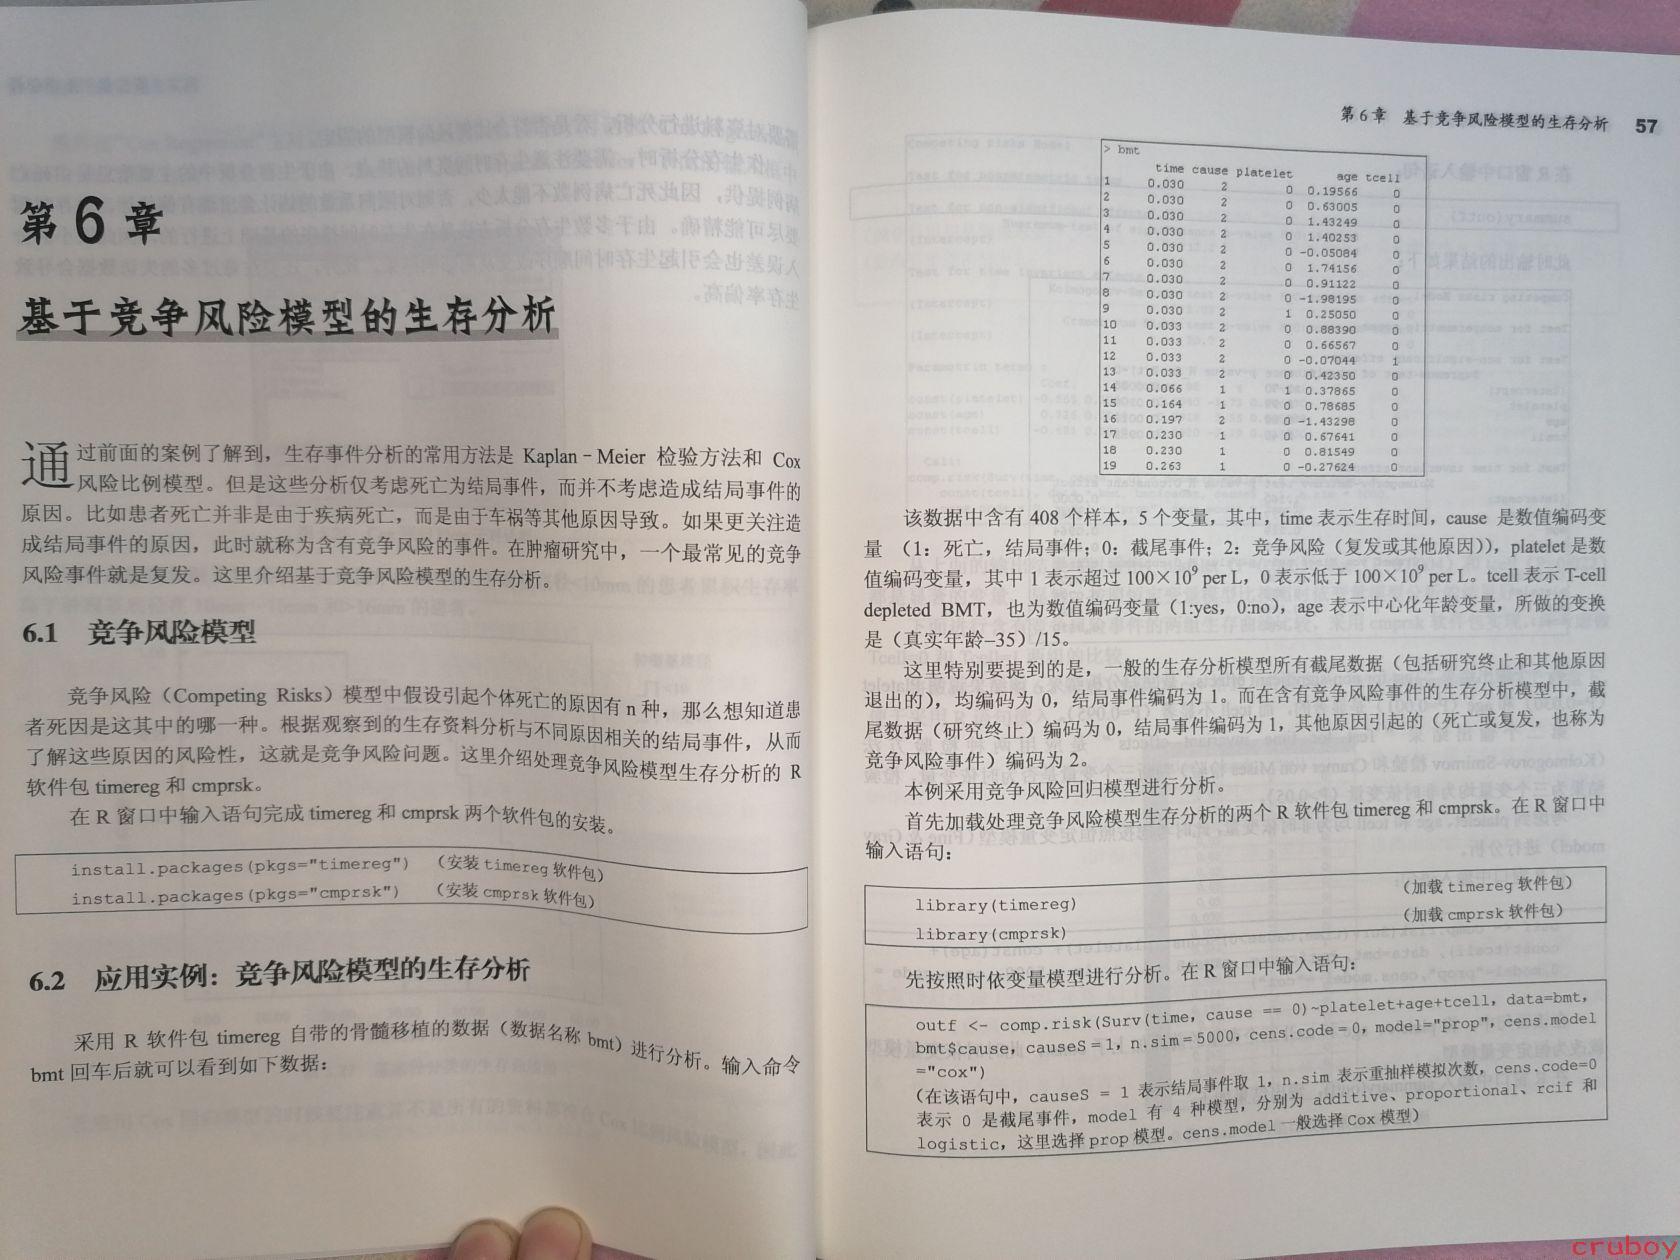 第6章
基于竞争风险模型的生存分析
通过前面的案例了解到，生存事件分析的常用方法是 Kaplan–Meier 检验方法和 Cox
风险比例模型。但是这些分析仅考虑死亡为结局事件，而并不考虑造成结局事件的
原因。比如患者死亡并非是由于疾病死亡，而是由于车祸等其他原因导致。如果更关注造
成结局事件的原因，此时就称为含有竞争风险的事件。在肿瘤研究中，一个最常见的竞争
风险事件就是复发。这里介绍基于竞争风险模型的生存分析。
6.1 竞争风险模型
竞争风险（Competing Risks）模型中假设引起个体死亡的原因有 n 种，那么想知道患
者死因是这其中的哪一种。根据观察到的生存资料分析与不同原因相关的结局事件，从而
了解这些原因的风险性，这就是竞争风险问题。这里介绍处理竞争风险模型生存分析的 R
软件包 timereg 和 cmprsk。
在 R 窗口中输入语句完成 timereg 和 cmprsk 两个软件包的安装。
install.packages(pkgs="timereg") （安装 timereg 软件包）
install.packages(pkgs="cmprsk") （安装 cmprsk 软件包）
6.2 应用实例：竞争风险模型的生存分析
采用 R 软件包 timereg 自带的骨髓移植的数据（数据名称 bmt）进行分析。输入命令
bmt 回车后就可以看到如下数据：
第 6 章 基于竞争风险模型的生存分析 57
> bmt
time cause platelet age tcell
1 0.030 2 0 0.19566 0
2 0.030 2 0 0.63005 0
3 0.030 2 0 1.43249 0
4 0.030 2 0 1.40253 0
5 0.030 2 0 -0.05084 0
6 0.030 2 0 1.74156 0
7 0.030 2 0 0.91122 0
8 0.030 2 0 -1.98195 0
9 0.030 2 1 0.25050 0
10 0.033 2 0 0.88390 0
11 0.033 2 0 0.66567 0
12 0.033 2 0 -0.07044 1
13 0.033 2 0 0.42350 0
14 0.066 1 1 0.37865 0
15 0.164 1 0 0.78685 0
16 0.197 2 0 -1.43298 0
17 0.230 1 0 0.67641 0
18 0.230 1 0 0.81549 0
19 0.263 1 0 -0.27624 0
该数据中含有 408 个样本，5 个变量，其中，time 表示生存时间，cause 是数值编码变
量 （1：死亡，结局事件；0：截尾事件；2：竞争风险（复发或其他原因）），platelet 是数
值编码变量，其中 1 表示超过 100×10⁹ per L，0 表示低于 100×10⁹ per L。tcell 表示 T-cell
depleted BMT，也为数值编码变量（1:yes，0:no），age 表示中心化年龄变量，所做的变换
是（真实年龄–35）/15。
这里特别要提到的是，一般的生存分析模型所有截尾数据（包括研究终止和其他原因
退出的），均编码为 0，结局事件编码为 1。而在含有竞争风险事件的生存分析模型中，截
尾数据（研究终止）编码为 0，结局事件编码为 1，其他原因引起的（死亡或复发，也称为
竞争风险事件）编码为 2。
本例采用竞争风险回归模型进行分析。
首先加载处理竞争风险模型生存分析的两个 R 软件包 timereg 和 cmprsk。在 R 窗口中
输入语句：
library(timereg) （加载 timereg 软件包）
library(cmprsk) （加载 cmprsk 软件包）
先按照时依变量模型进行分析。在 R 窗口中输入语句：
outf <- comp.risk(Surv(time, cause == 0)~platelet+age+tcell, data=bmt,
bmt$cause, causeS = 1, n.sim = 5000, cens.code = 0, model="prop", cens.model
="cox")
（在该语句中，causeS = 1 表示结局事件取 1，n.sim 表示重抽样模拟次数，cens.code=0
表示 0 是截尾事件，model 有 4 种模型，分别为 additive、proportional、rcif 和
logistic，这里选择 prop 模型。cens.model 一般选择 Cox 模型）
cruboy